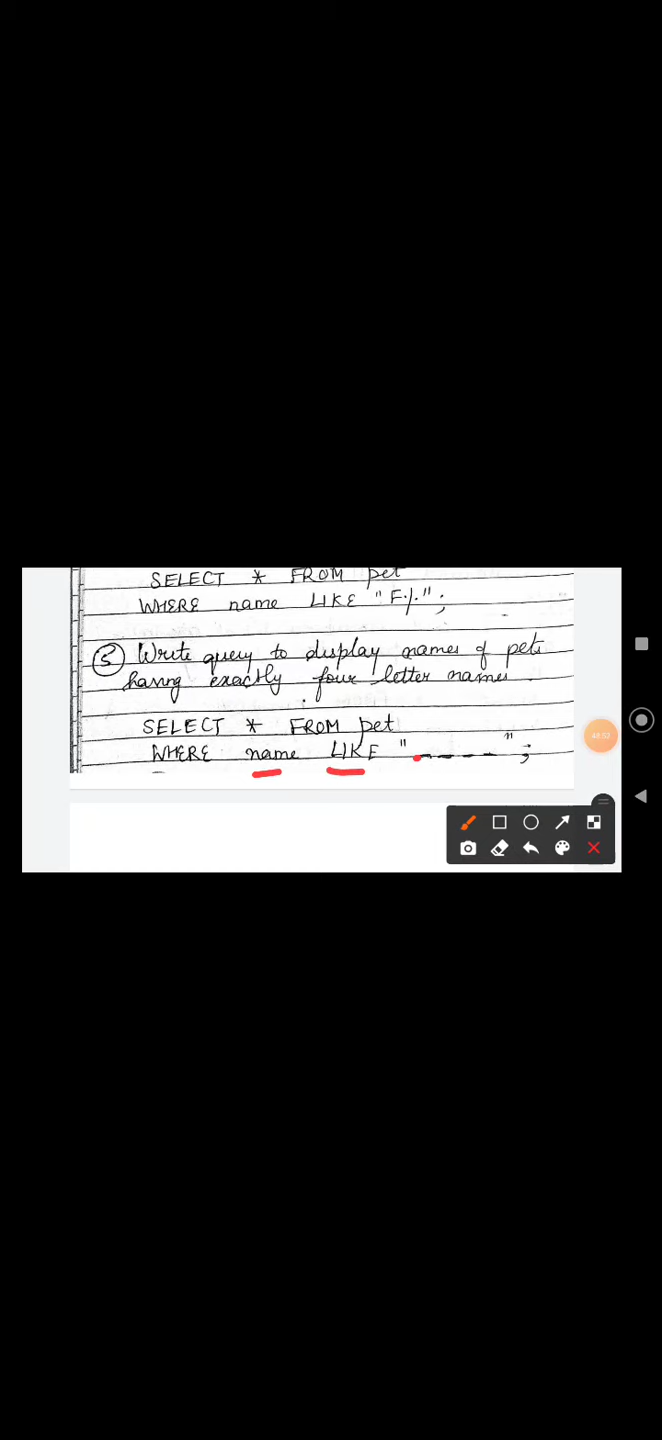 SELECT * FROM pet
WHERE name LIKE "F%";
5 Write query to display names of pets
having exactly four letter names.
SELECT * FROM pet
WHERE name LIKE "____";